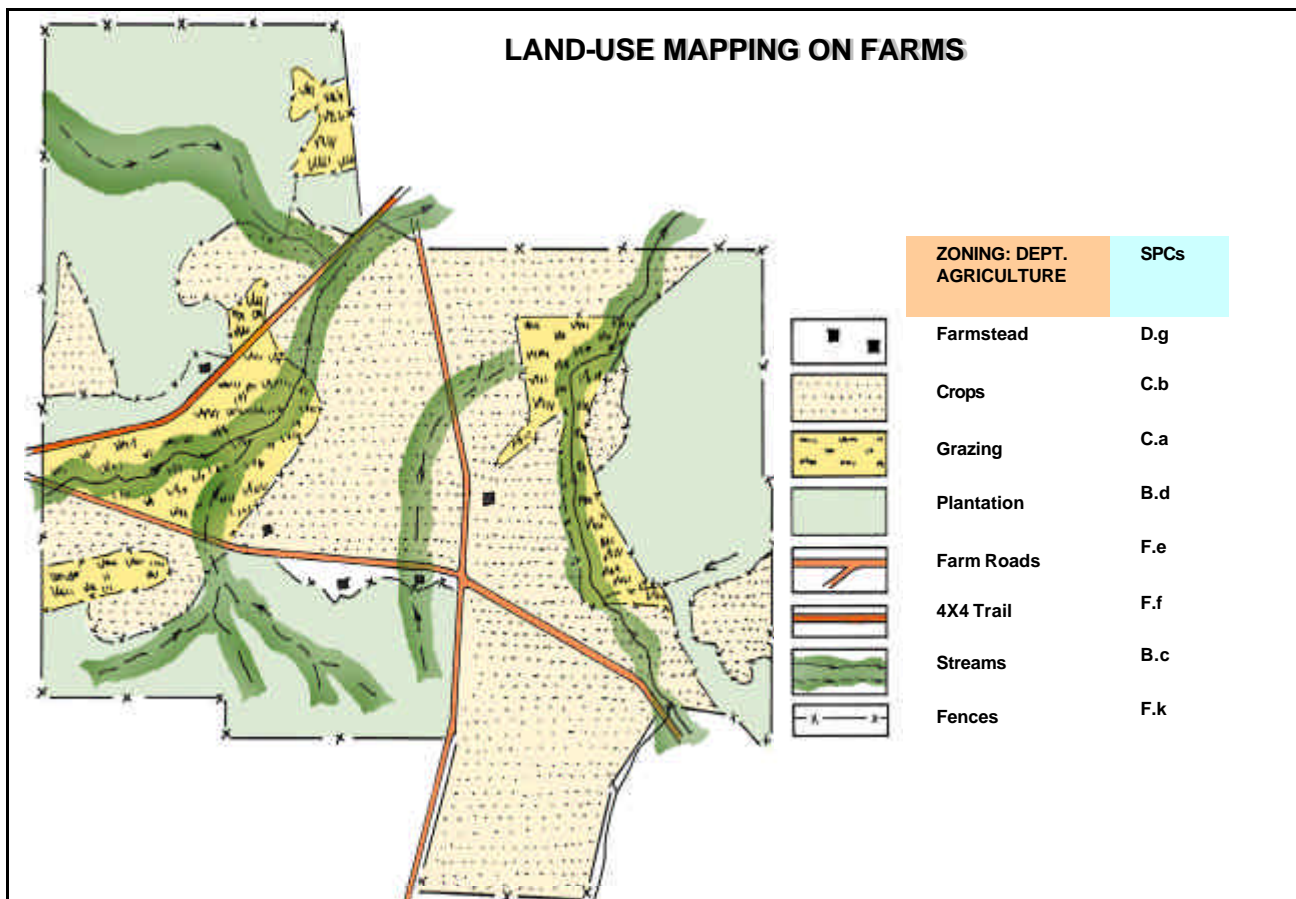 LAND-USE MAPPING ON FARMS
ZONING: DEPT. SPCs
AGRICULTURE
Farmstead D.g
Crops C.b
Grazing C.a
Plantation B.d
Farm Roads F.e
4X4 Trail F.f
Streams B.c
Fences F.k